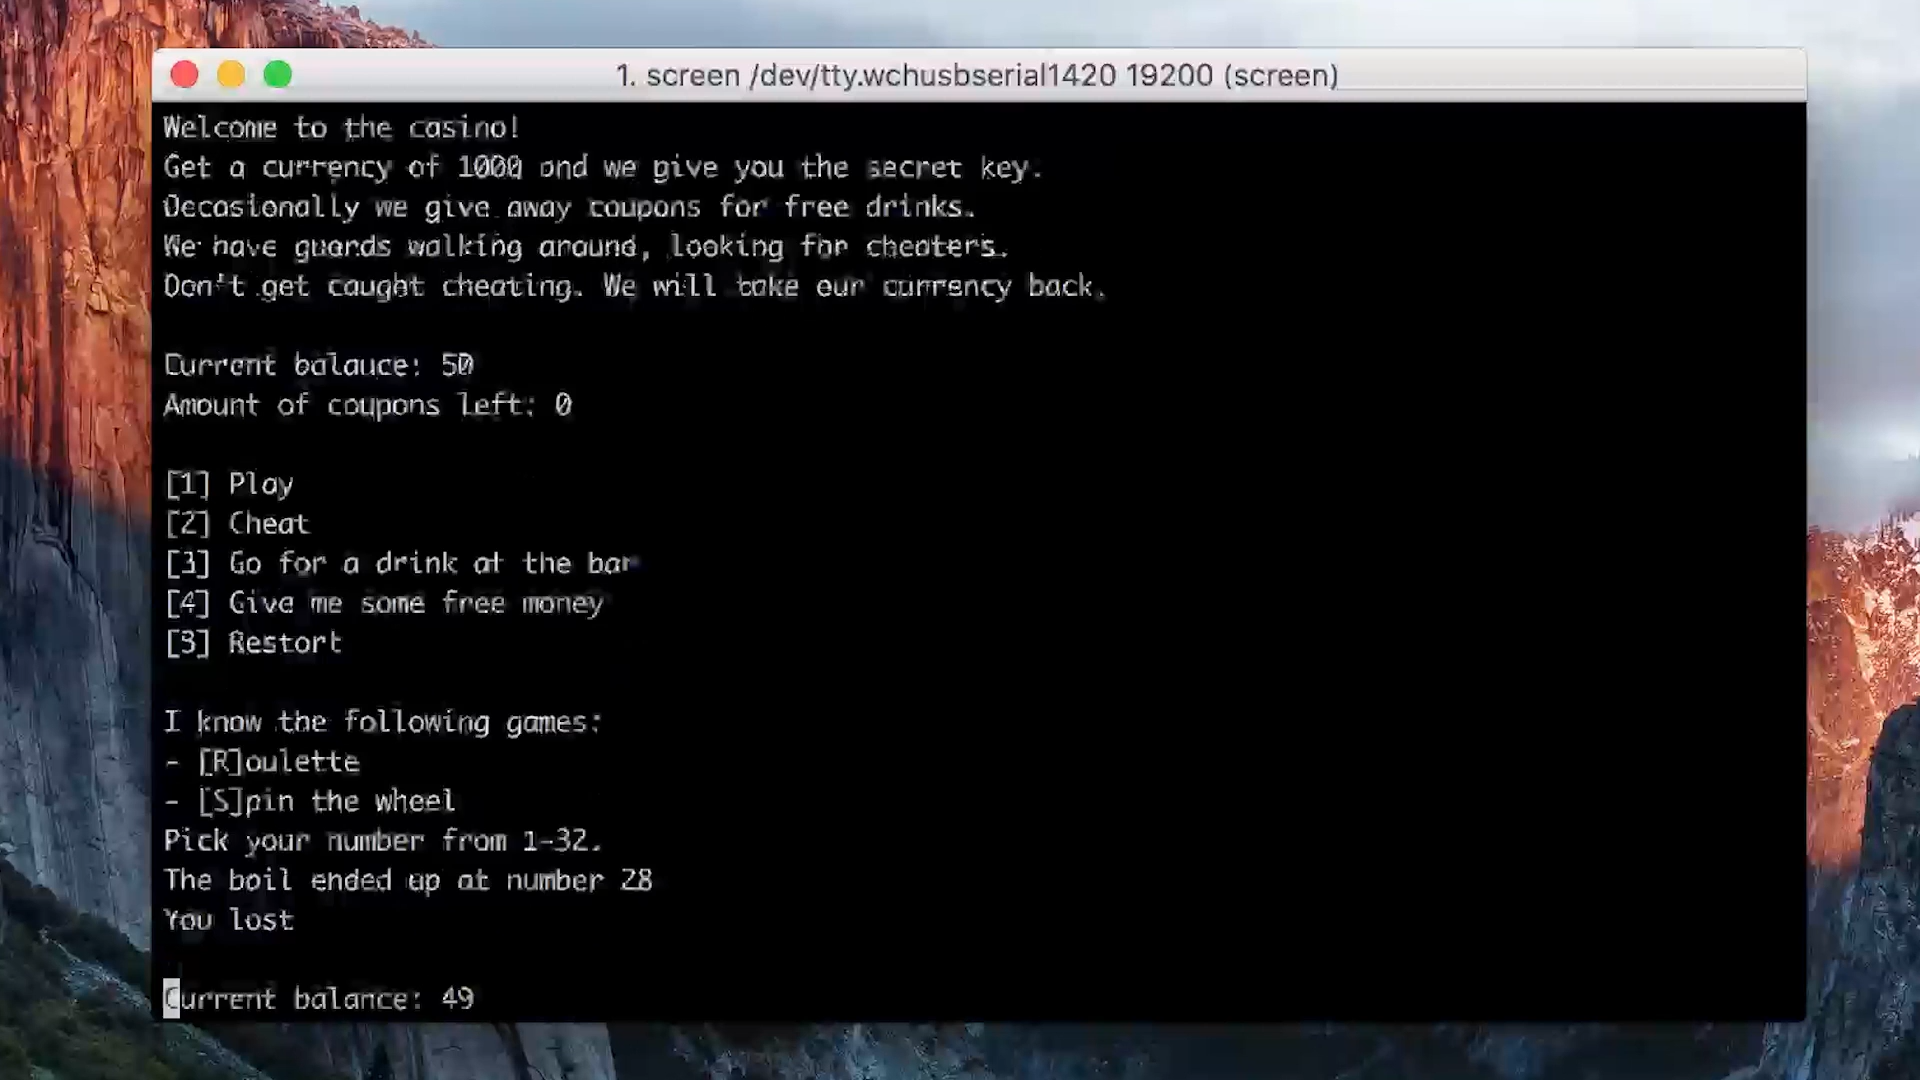 1. screen /dev/tty.wchusbserial1420 19200 (screen)
Welcome to the casino!
Get a currency of 1000 and we give you the secret key.
Occasionally we give away coupons for free drinks.
We have guards walking around, looking for cheaters.
Don't get caught cheating. We will take our currency back.
Current balance: 50
Amount of coupons left: 0
[1] Play
[2] Cheat
[3] Go for a drink at the bar
[4] Give me some free money
[3] Restart
I know the following games:
- [R]oulette
- [S]pin the wheel
Pick your number from 1-32.
The ball ended up at number 28
You lost
Current balance: 49